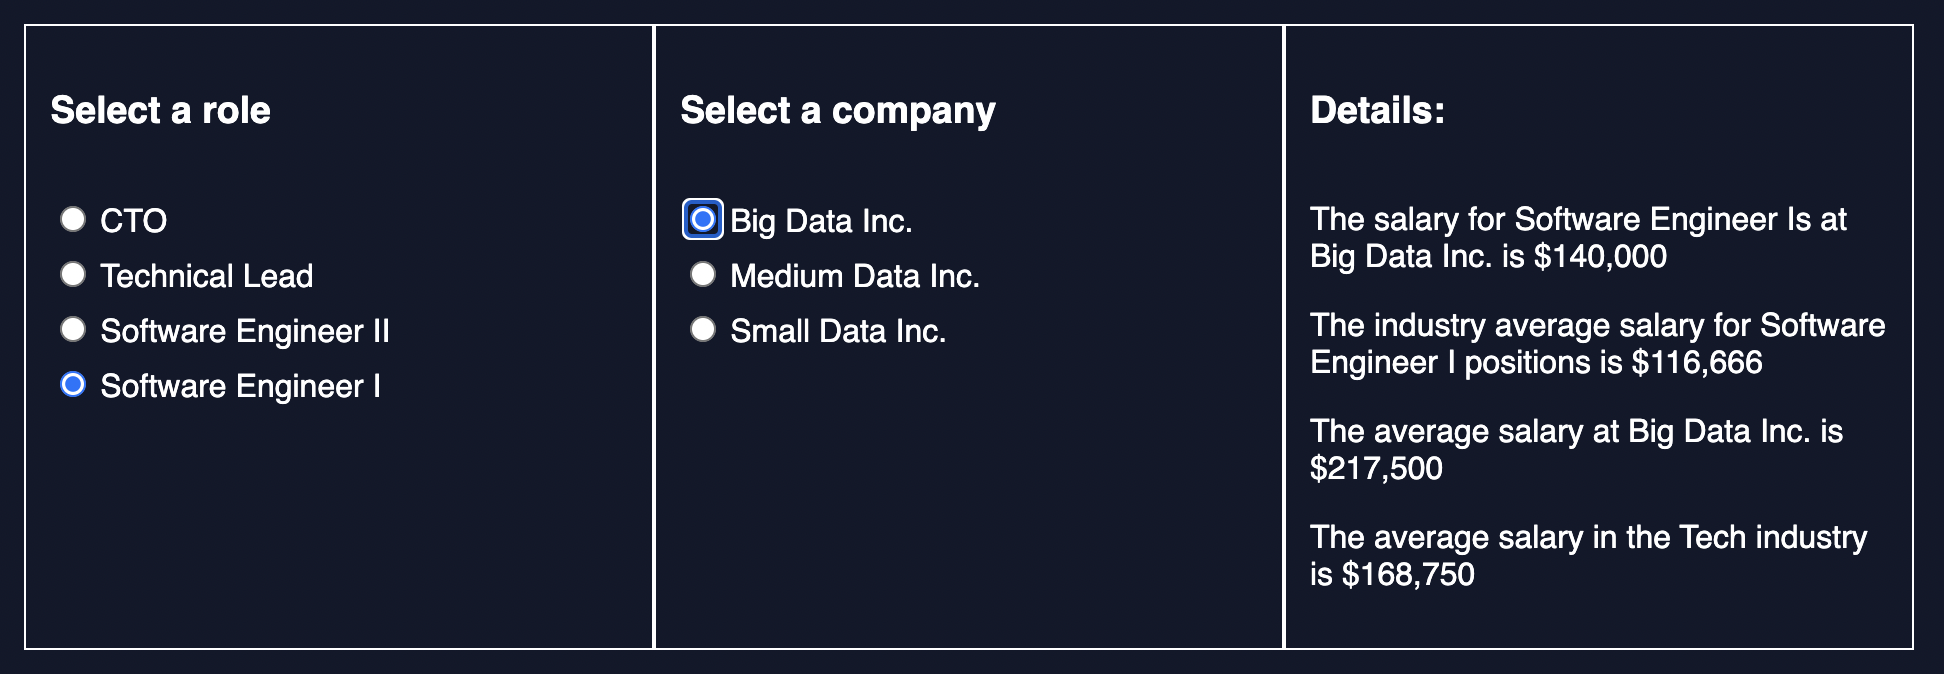 Select a role
CTO
Technical Lead
Software Engineer II
Software Engineer I
Select a company
Big Data Inc.
Medium Data Inc.
Small Data Inc.
Details:
The salary for Software Engineer Is at
Big Data Inc. is $140,000
The industry average salary for Software
Engineer I positions is $116,666
The average salary at Big Data Inc. is
$217,500
The average salary in the Tech industry
is $168,750